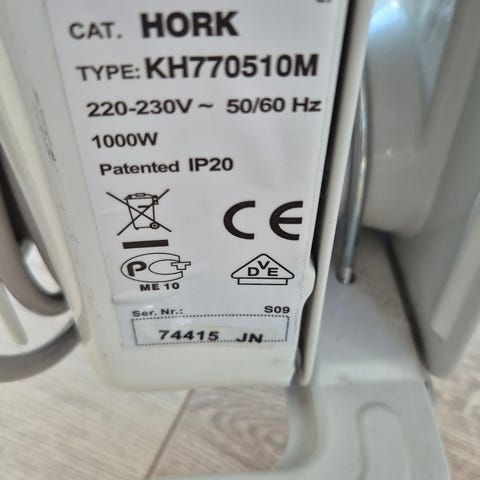 CAT. HORK
TYPE: KH770510M
220-230V ~ 50/60 Hz
1000W
Patented IP20
CE
PC+
ME 10
DVE
Ser. Nr.: S09
74415 JN